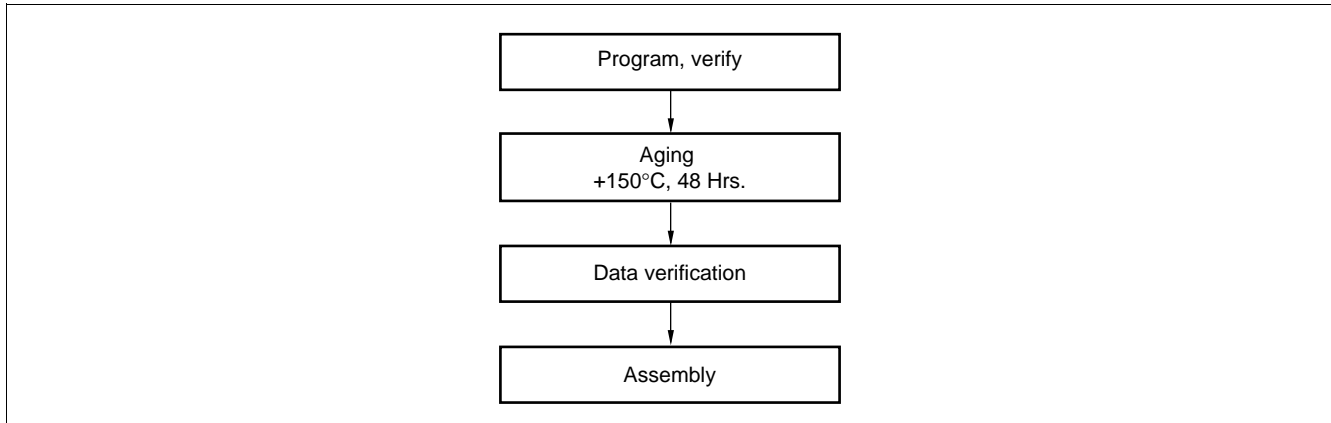 Program, verify
Aging
+150°C, 48 Hrs.
Data verification
Assembly